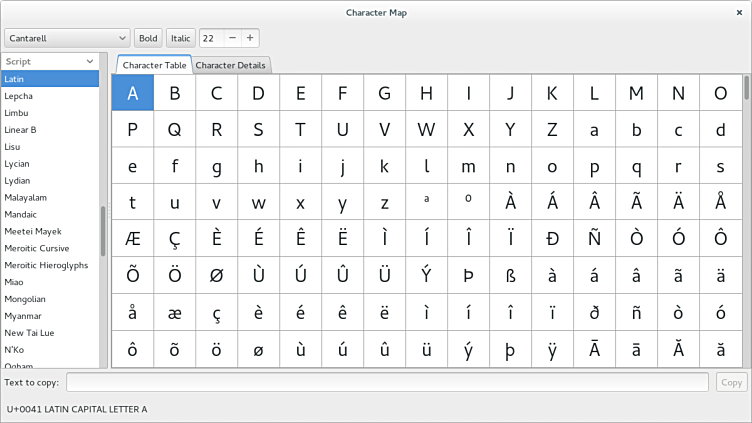 Character Map
Cantarell Bold Italic 22
Script
Latin
Lepcha
Limbu
Linear B
Lisu
Lycian
Lydian
Malayalam
Mandaic
Meetei Mayek
Meroitic Cursive
Meroitic Hieroglyphs
Miao
Mongolian
Myanmar
New Tai Lue
N'Ko
Ogham
Character Table Character Details
A B C D E F G H I J K L M N O
P Q R S T U V W X Y Z a b c d
e f g h i j k l m n o p q r s
t u v w x y z ª º À Á Â Ã Ä Å
Æ Ç È É Ê Ë Ì Í Î Ï Ð Ñ Ò Ó Ô
Õ Ö Ø Ù Ú Û Ü Ý Þ ß à á â ã ä
å æ ç è é ê ë ì í î ï ð ñ ò ó
ô õ ö ø ù ú û ü ý þ ÿ Ā ā Ă ă
Text to copy: Copy
U+0041 LATIN CAPITAL LETTER A